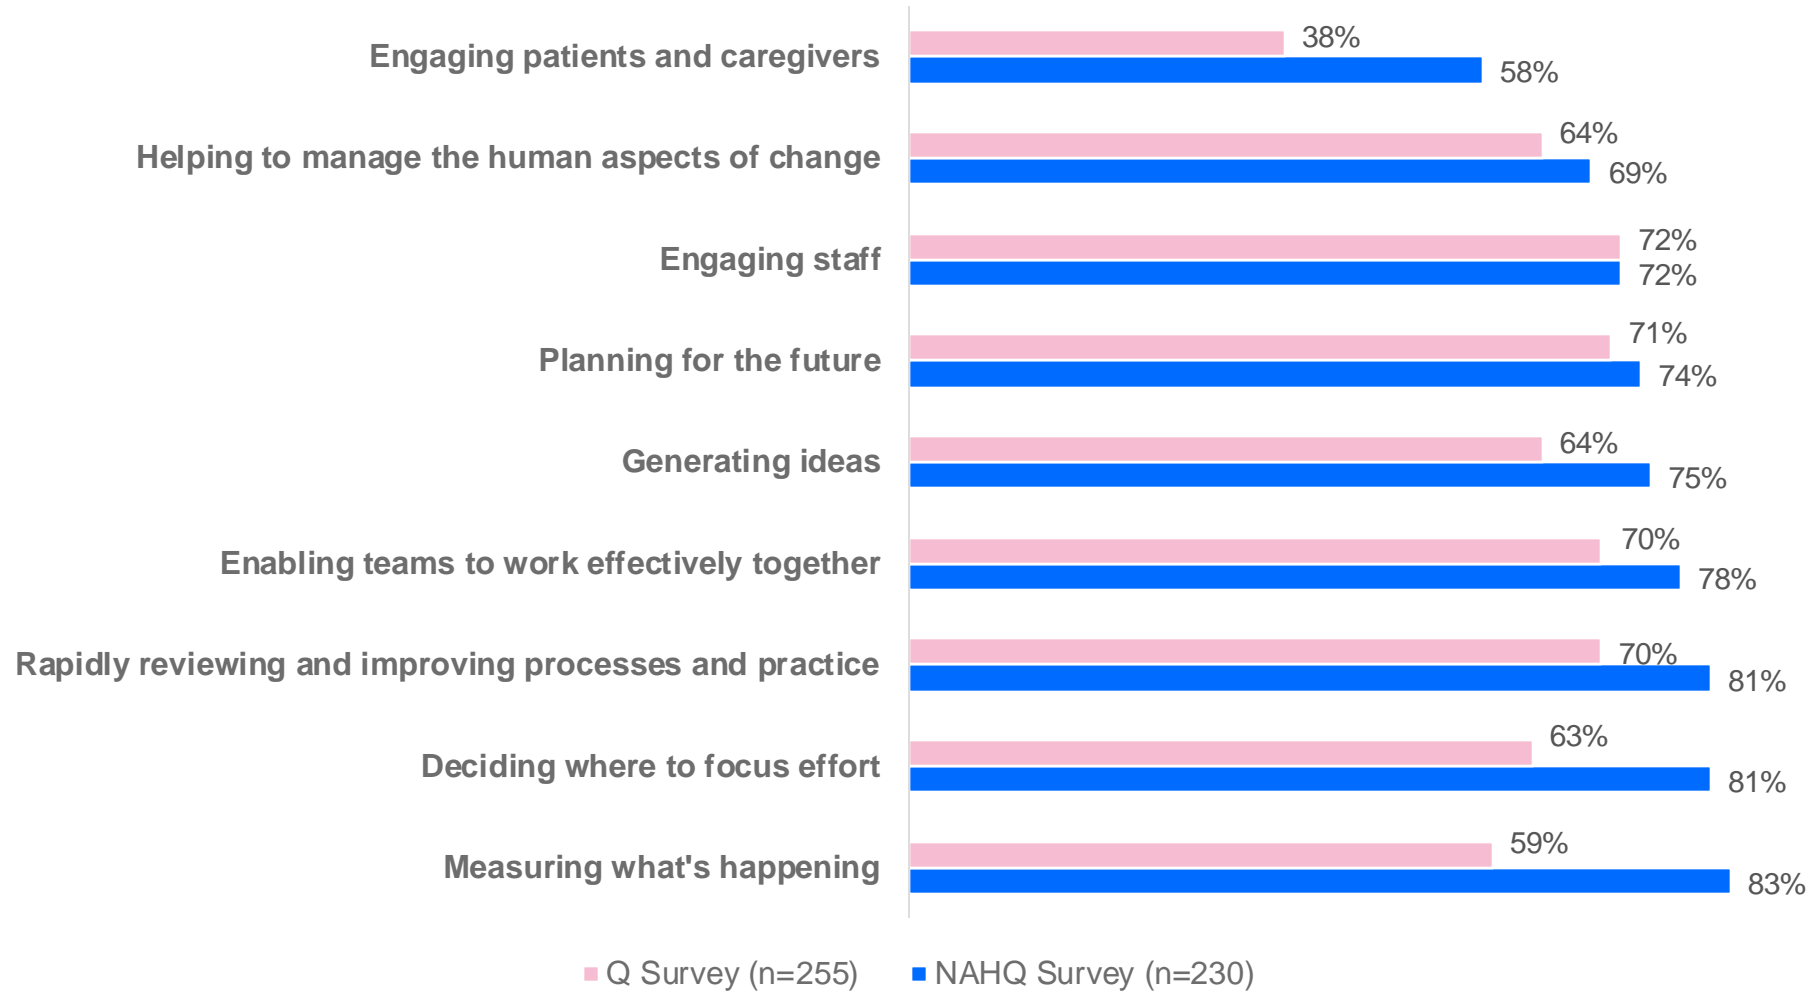 Engaging patients and caregivers
38%
58%
Helping to manage the human aspects of change
64%
69%
Engaging staff
72%
72%
Planning for the future
71%
74%
Generating ideas
64%
75%
Enabling teams to work effectively together
70%
78%
Rapidly reviewing and improving processes and practice
70%
81%
Deciding where to focus effort
63%
81%
Measuring what's happening
59%
83%
Q Survey (n=255)
NAHQ Survey (n=230)